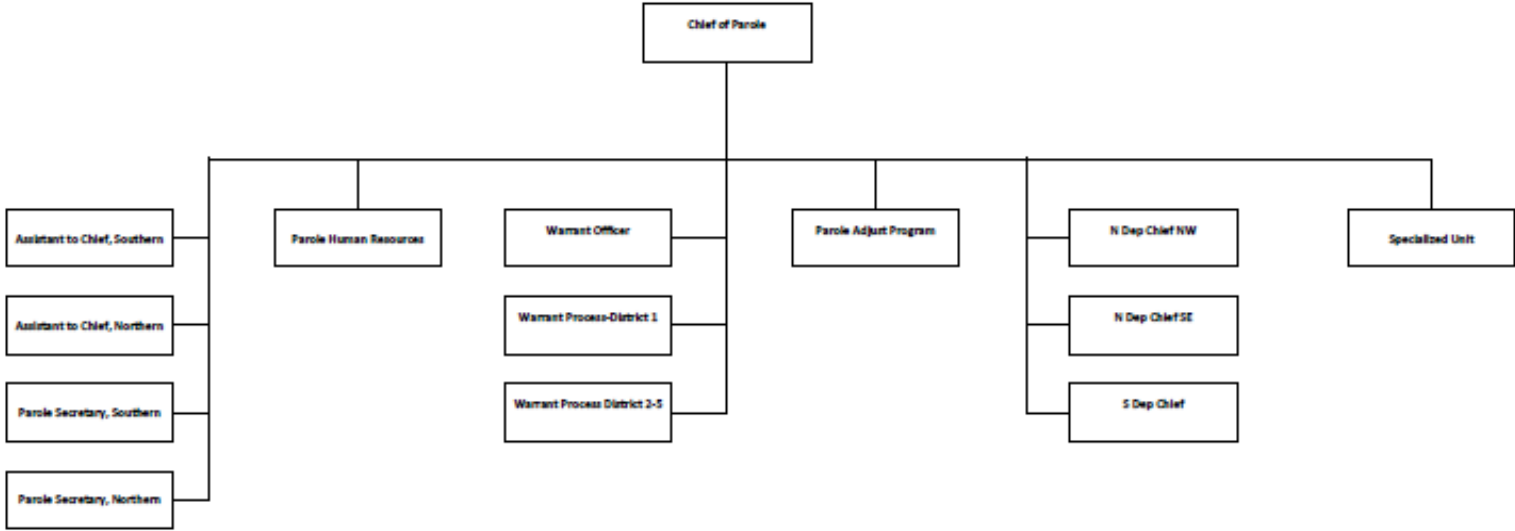 Chief of Parole
Assistant to Chief, Southern
Parole Human Resources
Warrant Officer
Parole Adjust Program
N Dep Chief NW
Specialized Unit
Assistant to Chief, Northern
Warrant Process-District 1
N Dep Chief SE
Parole Secretary, Southern
Warrant Process District 2-5
S Dep Chief
Parole Secretary, Northern